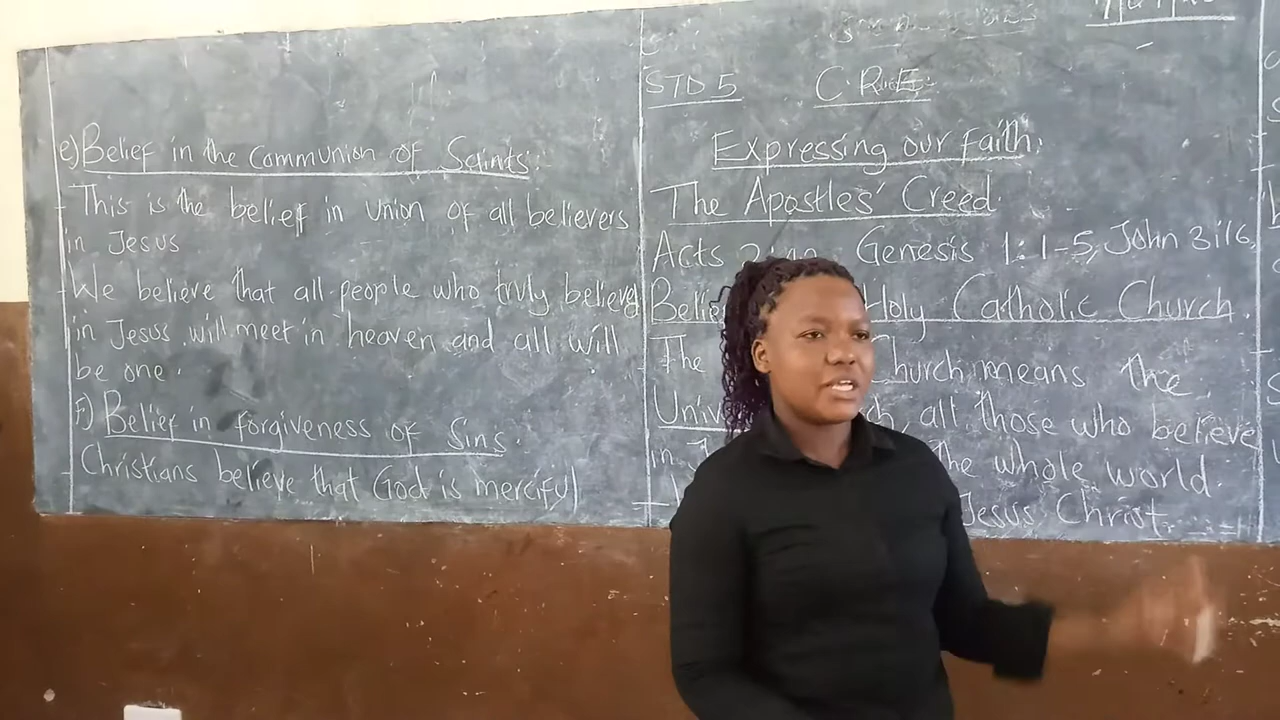 e) Belief in the Communion of Saints:
- This is the belief in union of all believers
in Jesus
- We believe that all people who truly believed
in Jesus will meet in heaven and all will
be one.
f) Belief in forgiveness of Sins.
- Christians believe that God is merciful
STD 5 C.R.E.
Expressing our Faith:
The Apostles' Creed.
Acts Genesis 1:1-5, John 3:16,
Holy Catholic Church.
The Church means the
all those who believe
in the whole world.
Jesus Christ.